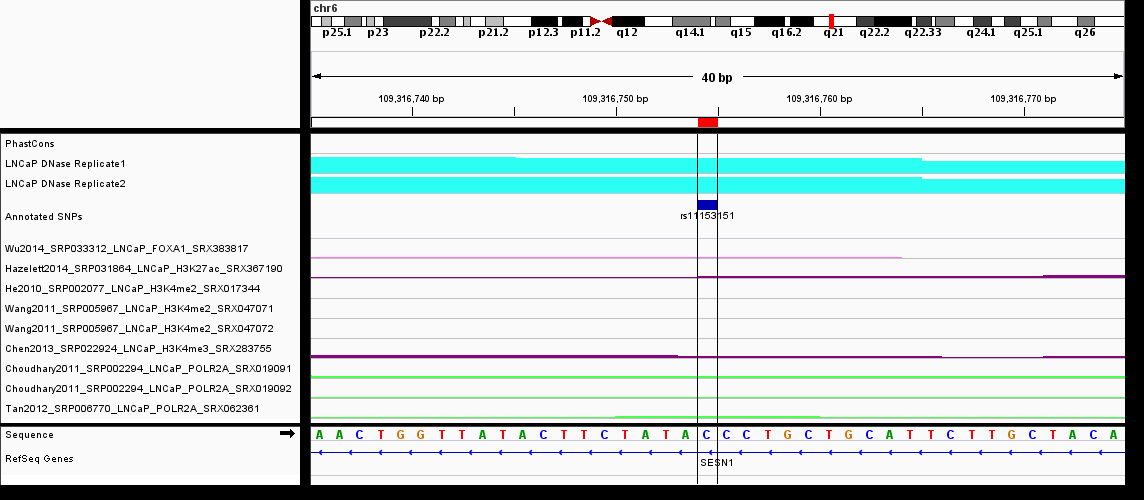 chr6
p25.1 p23 p22.2 p21.2 p12.3 p11.2 q12 q14.1 q15 q16.2 q21 q22.2 q22.33 q24.1 q25.1 q26
40 bp
109,316,740 bp 109,316,750 bp 109,316,760 bp 109,316,770 bp
PhastCons
LNCaP DNase Replicate1
LNCaP DNase Replicate2
Annotated SNPs
rs11153151
Wu2014_SRP033312_LNCaP_FOXA1_SRX383817
Hazelett2014_SRP031864_LNCaP_H3K27ac_SRX367190
He2010_SRP002077_LNCaP_H3K4me2_SRX017344
Wang2011_SRP005967_LNCaP_H3K4me2_SRX047071
Wang2011_SRP005967_LNCaP_H3K4me2_SRX047072
Chen2013_SRP022924_LNCaP_H3K4me3_SRX283755
Choudhary2011_SRP002294_LNCaP_POLR2A_SRX019091
Choudhary2011_SRP002294_LNCaP_POLR2A_SRX019092
Tan2012_SRP006770_LNCaP_POLR2A_SRX062361
Sequence A A C T G G T T A T A C T T C T A T A C C C T G C T G C A T T C T T G C T A C A
RefSeq Genes
SESN1